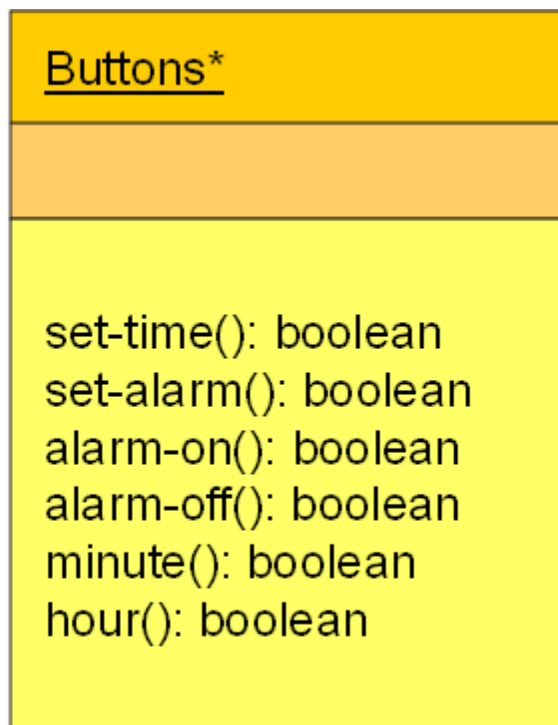 Buttons*
set-time(): boolean
set-alarm(): boolean
alarm-on(): boolean
alarm-off(): boolean
minute(): boolean
hour(): boolean